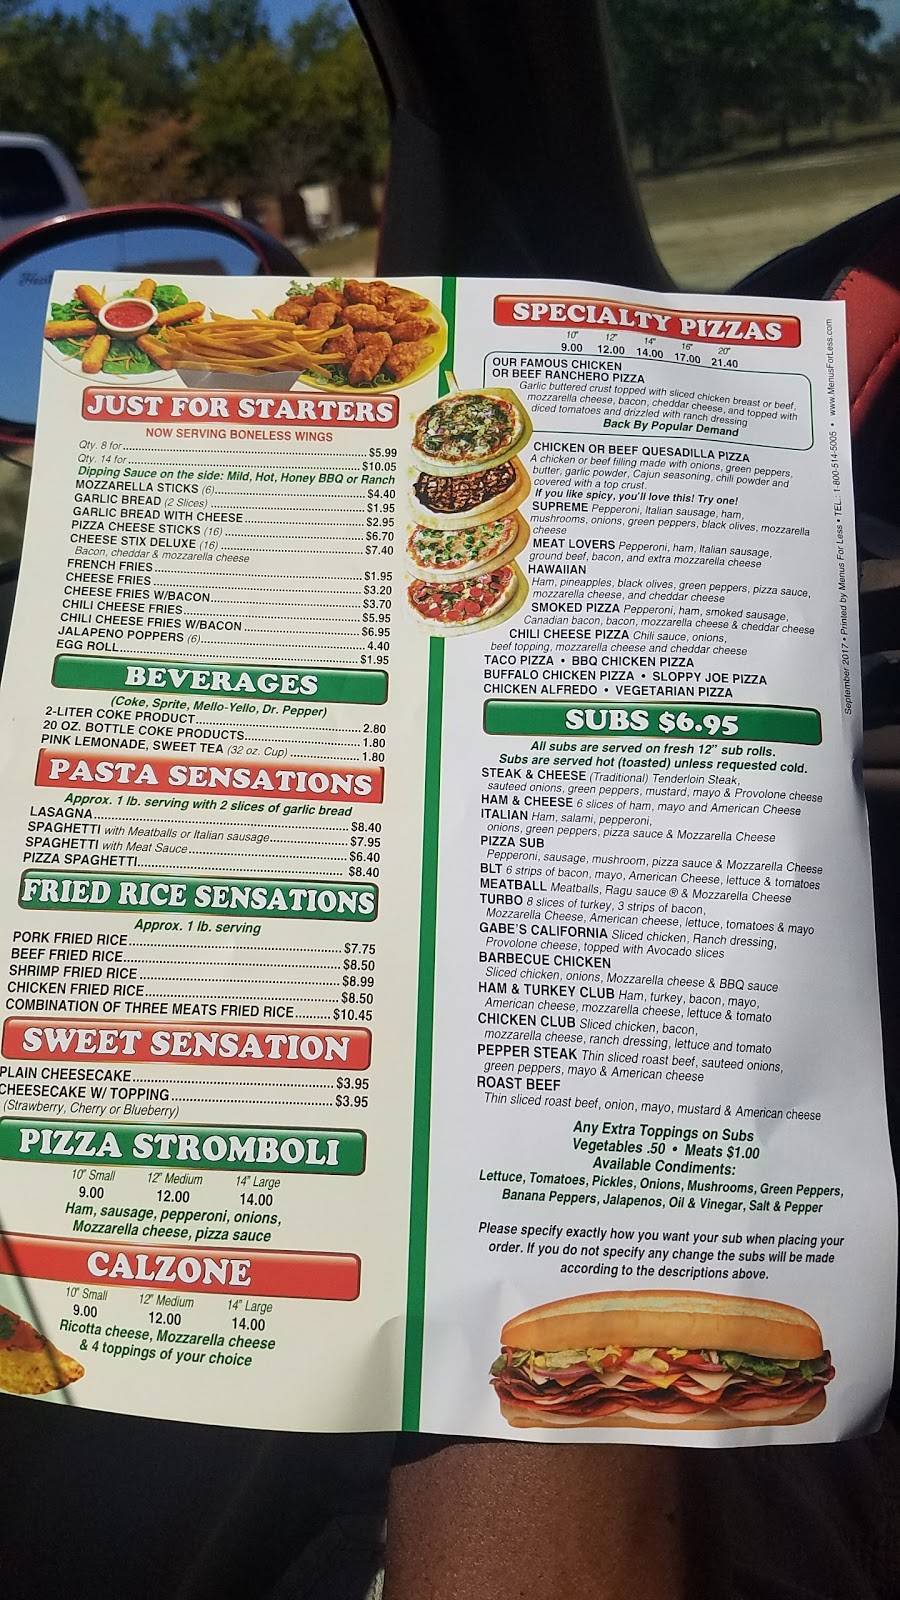 JUST FOR STARTERS
NOW SERVING BONELESS WINGS
Qty. 8 for $5.99
Qty. 14 for $10.05
Dipping Sauce on the side: Mild, Hot, Honey BBQ or Ranch
MOZZARELLA STICKS (6) $4.40
GARLIC BREAD (2 Slices) $1.95
GARLIC BREAD WITH CHEESE $2.95
PIZZA CHEESE STICKS (16) $6.70
CHEESE STIX DELUXE (16) $7.40
Bacon, cheddar & mozzarella cheese
FRENCH FRIES $1.95
CHEESE FRIES $3.20
CHEESE FRIES W/BACON $3.70
CHILI CHEESE FRIES $5.95
CHILI CHEESE FRIES W/BACON $6.95
JALAPENO POPPERS (6) 4.40
EGG ROLL $1.95
BEVERAGES
(Coke, Sprite, Mello-Yello, Dr. Pepper)
2-LITER COKE PRODUCT 2.80
20 OZ. BOTTLE COKE PRODUCTS 1.80
PINK LEMONADE, SWEET TEA (32 oz. Cup) 1.80
PASTA SENSATIONS
Approx. 1 lb. serving with 2 slices of garlic bread
LASAGNA $8.40
SPAGHETTI with Meatballs or Italian sausage $7.95
SPAGHETTI with Meat Sauce $6.40
PIZZA SPAGHETTI $8.40
FRIED RICE SENSATIONS
Approx. 1 lb. serving
PORK FRIED RICE $7.75
BEEF FRIED RICE $8.50
SHRIMP FRIED RICE $8.99
CHICKEN FRIED RICE $8.50
COMBINATION OF THREE MEATS FRIED RICE $10.45
SWEET SENSATION
PLAIN CHEESECAKE $3.95
CHEESECAKE W/ TOPPING $3.95
(Strawberry, Cherry or Blueberry)
PIZZA STROMBOLI
10" Small 12" Medium 14" Large
9.00 12.00 14.00
Ham, sausage, pepperoni, onions,
Mozzarella cheese, pizza sauce
CALZONE
10" Small 12" Medium 14" Large
9.00 12.00 14.00
Ricotta cheese, Mozzarella cheese
& 4 toppings of your choice
SPECIALTY PIZZAS
10" 12" 14" 16" 20"
9.00 12.00 14.00 17.00 21.40
OUR FAMOUS CHICKEN
OR BEEF RANCHERO PIZZA
Garlic buttered crust topped with sliced chicken breast or beef,
mozzarella cheese, bacon, cheddar cheese, and topped with
diced tomatoes and drizzled with ranch dressing
Back By Popular Demand
CHICKEN OR BEEF QUESADILLA PIZZA
A chicken or beef filling made with onions, green peppers,
butter, garlic powder, Cajun seasoning, chili powder and
covered with a top crust.
If you like spicy, you'll love this! Try one!
SUPREME Pepperoni, Italian sausage, ham,
mushrooms, onions, green peppers, black olives, mozzarella
cheese
MEAT LOVERS Pepperoni, ham, Italian sausage,
ground beef, bacon, and extra mozzarella cheese
HAWAIIAN
Ham, pineapples, black olives, green peppers, pizza sauce,
mozzarella cheese, and cheddar cheese
SMOKED PIZZA Pepperoni, ham, smoked sausage,
Canadian bacon, bacon, mozzarella cheese & cheddar cheese
CHILI CHEESE PIZZA Chili sauce, onions,
beef topping, mozzarella cheese and cheddar cheese
TACO PIZZA • BBQ CHICKEN PIZZA
BUFFALO CHICKEN PIZZA • SLOPPY JOE PIZZA
CHICKEN ALFREDO • VEGETARIAN PIZZA
SUBS $6.95
All subs are served on fresh 12" sub rolls.
Subs are served hot (toasted) unless requested cold.
STEAK & CHEESE (Traditional) Tenderloin Steak,
sauteed onions, green peppers, mustard, mayo & Provolone cheese
HAM & CHEESE 6 slices of ham, mayo and American Cheese
ITALIAN Ham, salami, pepperoni,
onions, green peppers, pizza sauce & Mozzarella Cheese
PIZZA SUB
Pepperoni, sausage, mushroom, pizza sauce & Mozzarella Cheese
BLT 6 strips of bacon, mayo, American Cheese, lettuce & tomatoes
MEATBALL Meatballs, Ragu sauce ® & Mozzarella Cheese
TURBO 8 slices of turkey, 3 strips of bacon,
Mozzarella Cheese, American cheese, lettuce, tomatoes & mayo
GABE'S CALIFORNIA Sliced chicken, Ranch dressing,
Provolone cheese, topped with Avocado slices
BARBECUE CHICKEN
Sliced chicken, onions, Mozzarella cheese & BBQ sauce
HAM & TURKEY CLUB Ham, turkey, bacon, mayo,
American cheese, mozzarella cheese, lettuce & tomato
CHICKEN CLUB Sliced chicken, bacon,
mozzarella cheese, ranch dressing, lettuce and tomato
PEPPER STEAK Thin sliced roast beef, sauteed onions,
green peppers, mayo & American cheese
ROAST BEEF
Thin sliced roast beef, onion, mayo, mustard & American cheese
Any Extra Toppings on Subs
Vegetables .50 • Meats $1.00
Available Condiments:
Lettuce, Tomatoes, Pickles, Onions, Mushrooms, Green Peppers,
Banana Peppers, Jalapenos, Oil & Vinegar, Salt & Pepper
Please specify exactly how you want your sub when placing your
order. If you do not specify any change the subs will be made
according to the descriptions above.
September 2017 • Printed by Menus For Less • TEL.: 1-800-514-5005 • www.MenusForLess.com